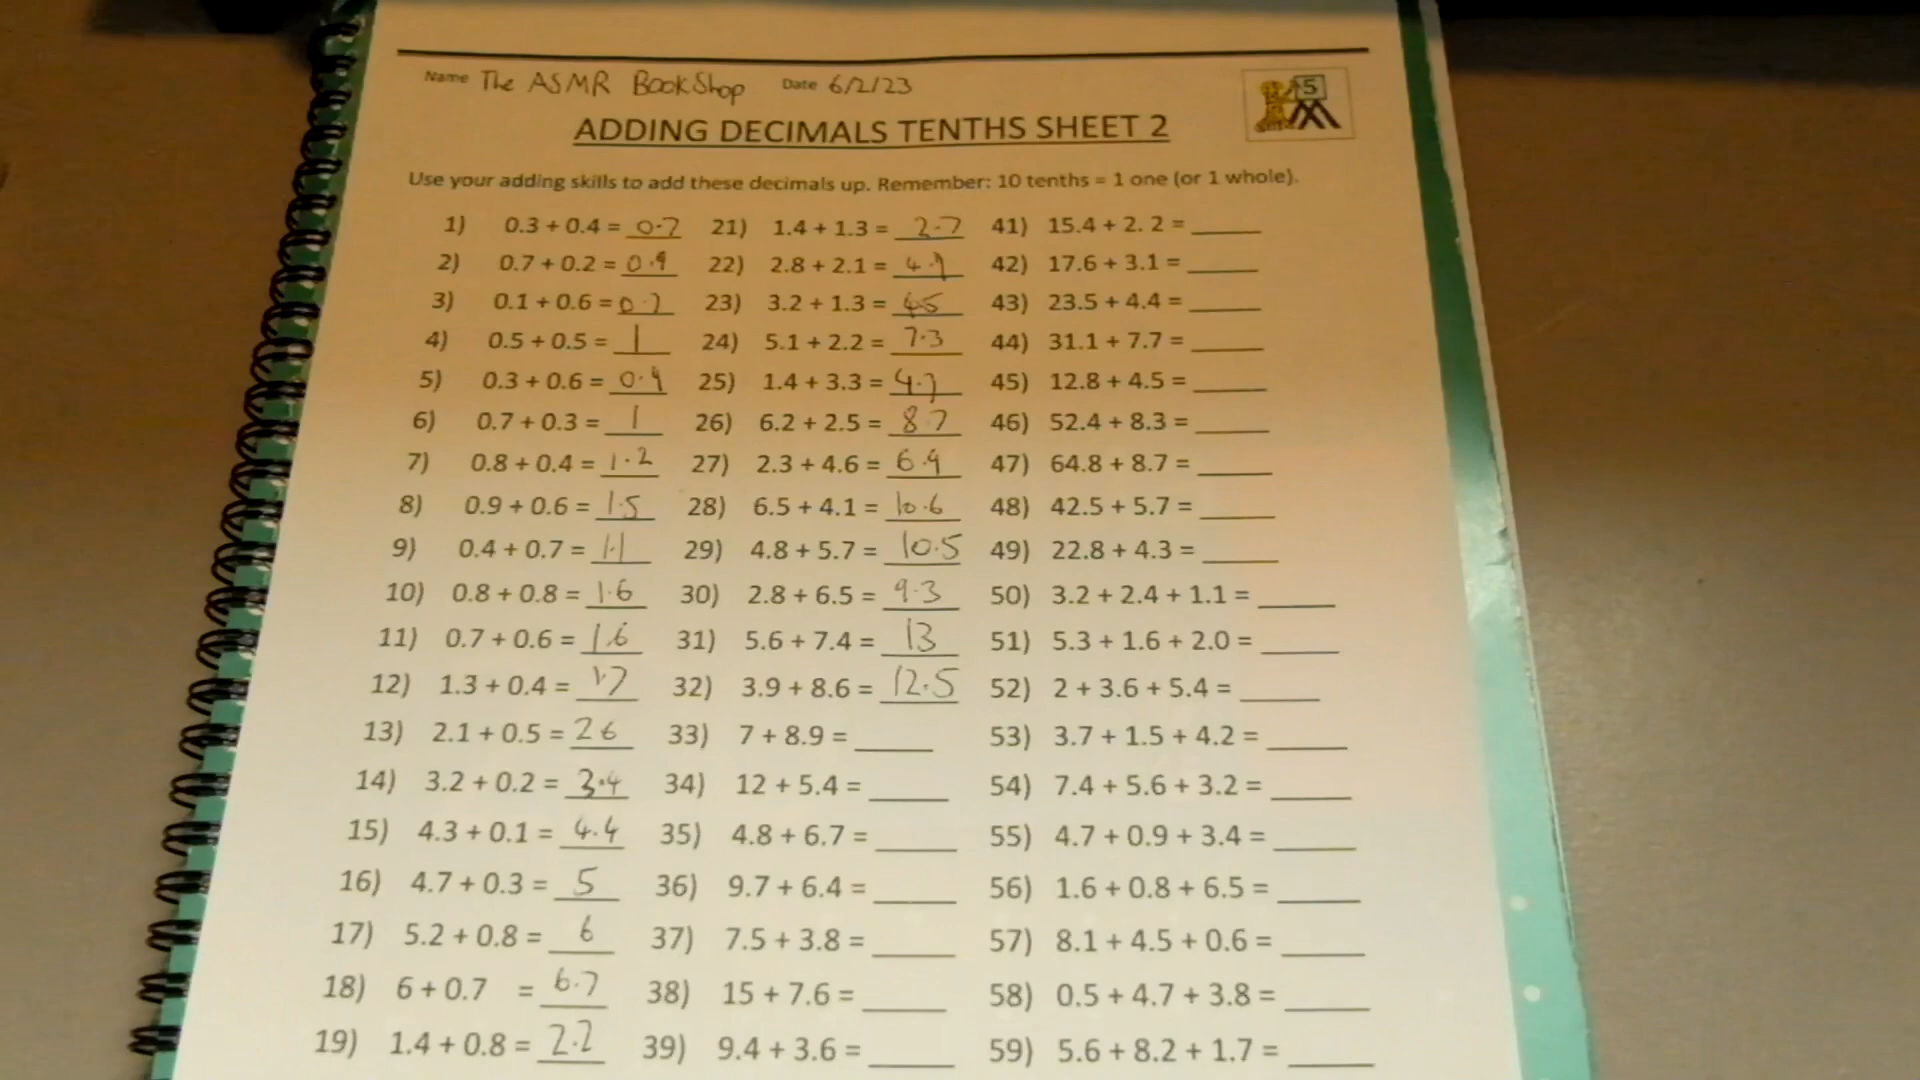 Name The ASMR BookShop Date 6/2/23
5
ADDING DECIMALS TENTHS SHEET 2
Use your adding skills to add these decimals up. Remember: 10 tenths = 1 one (or 1 whole).
1) 0.3 + 0.4 = 0.7 21) 1.4 + 1.3 = 2.7 41) 15.4 + 2. 2 =
2) 0.7 + 0.2 = 0.9 22) 2.8 + 2.1 = 4.9 42) 17.6 + 3.1 =
3) 0.1 + 0.6 = 0.7 23) 3.2 + 1.3 = 4.5 43) 23.5 + 4.4 =
4) 0.5 + 0.5 = 1 24) 5.1 + 2.2 = 7.3 44) 31.1 + 7.7 =
5) 0.3 + 0.6 = 0.9 25) 1.4 + 3.3 = 4.7 45) 12.8 + 4.5 =
6) 0.7 + 0.3 = 1 26) 6.2 + 2.5 = 8.7 46) 52.4 + 8.3 =
7) 0.8 + 0.4 = 1.2 27) 2.3 + 4.6 = 6.9 47) 64.8 + 8.7 =
8) 0.9 + 0.6 = 1.5 28) 6.5 + 4.1 = 10.6 48) 42.5 + 5.7 =
9) 0.4 + 0.7 = 1.1 29) 4.8 + 5.7 = 10.5 49) 22.8 + 4.3 =
10) 0.8 + 0.8 = 1.6 30) 2.8 + 6.5 = 9.3 50) 3.2 + 2.4 + 1.1 =
11) 0.7 + 0.6 = 1.6 31) 5.6 + 7.4 = 13 51) 5.3 + 1.6 + 2.0 =
12) 1.3 + 0.4 = 1.7 32) 3.9 + 8.6 = 12.5 52) 2 + 3.6 + 5.4 =
13) 2.1 + 0.5 = 2.6 33) 7 + 8.9 = 53) 3.7 + 1.5 + 4.2 =
14) 3.2 + 0.2 = 3.4 34) 12 + 5.4 = 54) 7.4 + 5.6 + 3.2 =
15) 4.3 + 0.1 = 4.4 35) 4.8 + 6.7 = 55) 4.7 + 0.9 + 3.4 =
16) 4.7 + 0.3 = 5 36) 9.7 + 6.4 = 56) 1.6 + 0.8 + 6.5 =
17) 5.2 + 0.8 = 6 37) 7.5 + 3.8 = 57) 8.1 + 4.5 + 0.6 =
18) 6 + 0.7 = 6.7 38) 15 + 7.6 = 58) 0.5 + 4.7 + 3.8 =
19) 1.4 + 0.8 = 2.2 39) 9.4 + 3.6 = 59) 5.6 + 8.2 + 1.7 =